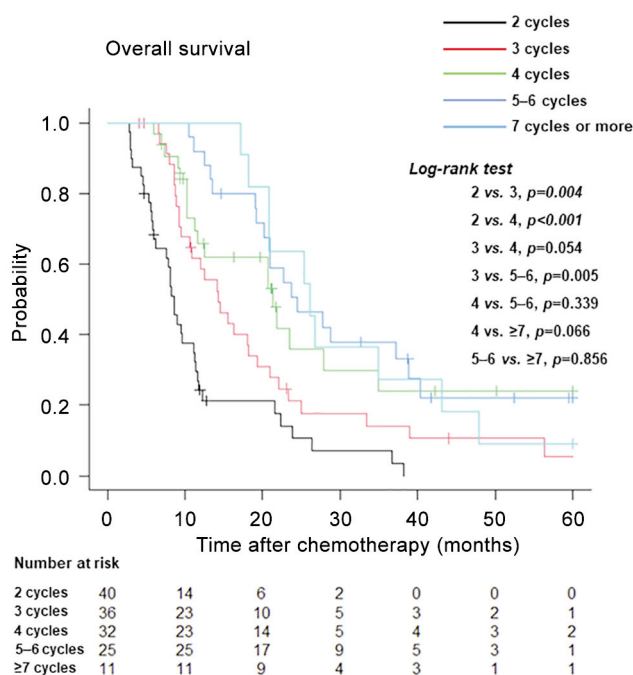 Overall survival
2 cycles
3 cycles
4 cycles
5–6 cycles
7 cycles or more
Log-rank test
2 vs. 3, p=0.004
2 vs. 4, p<0.001
3 vs. 4, p=0.054
3 vs. 5–6, p=0.005
4 vs. 5–6, p=0.339
4 vs. ≥7, p=0.066
5–6 vs. ≥7, p=0.856
Probability
1.0
0.8
0.6
0.4
0.2
0.0
0 10 20 30 40 50 60
Time after chemotherapy (months)
Number at risk
2 cycles 40 14 6 2 0 0 0
3 cycles 36 23 10 5 3 2 1
4 cycles 32 23 14 5 4 3 2
5–6 cycles 25 25 17 9 5 3 1
≥7 cycles 11 11 9 4 3 1 1